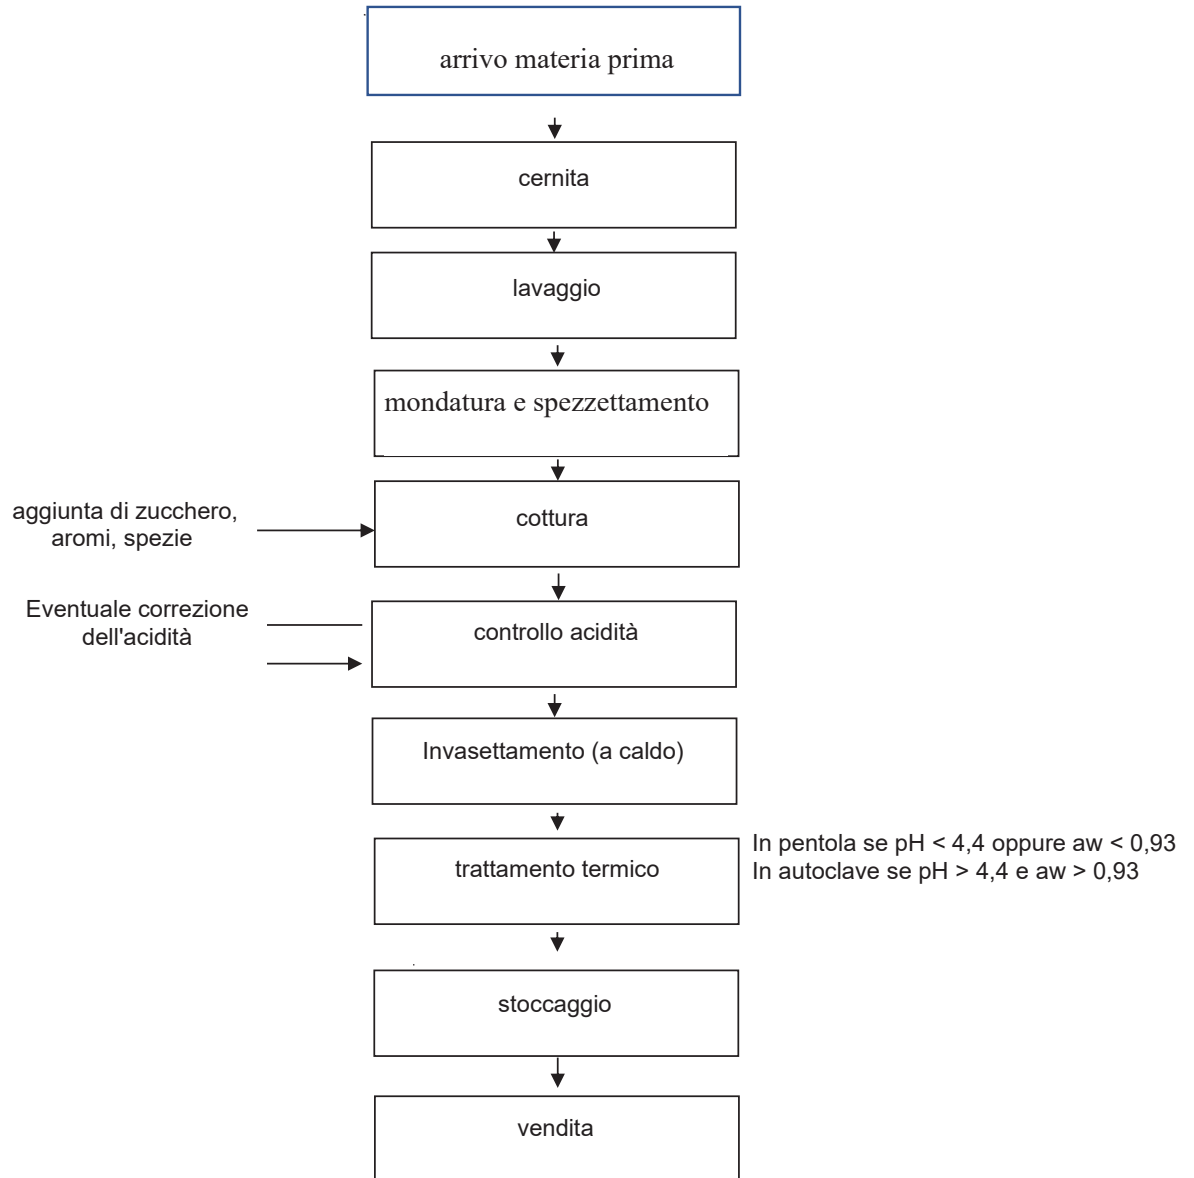 arrivo materia prima
cernita
lavaggio
mondatura e spezzettamento
aggiunta di zucchero,
aromi, spezie
cottura
Eventuale correzione
dell'acidità
controllo acidità
Invasettamento (a caldo)
trattamento termico
In pentola se pH < 4,4 oppure aw < 0,93
In autoclave se pH > 4,4 e aw > 0,93
stoccaggio
vendita